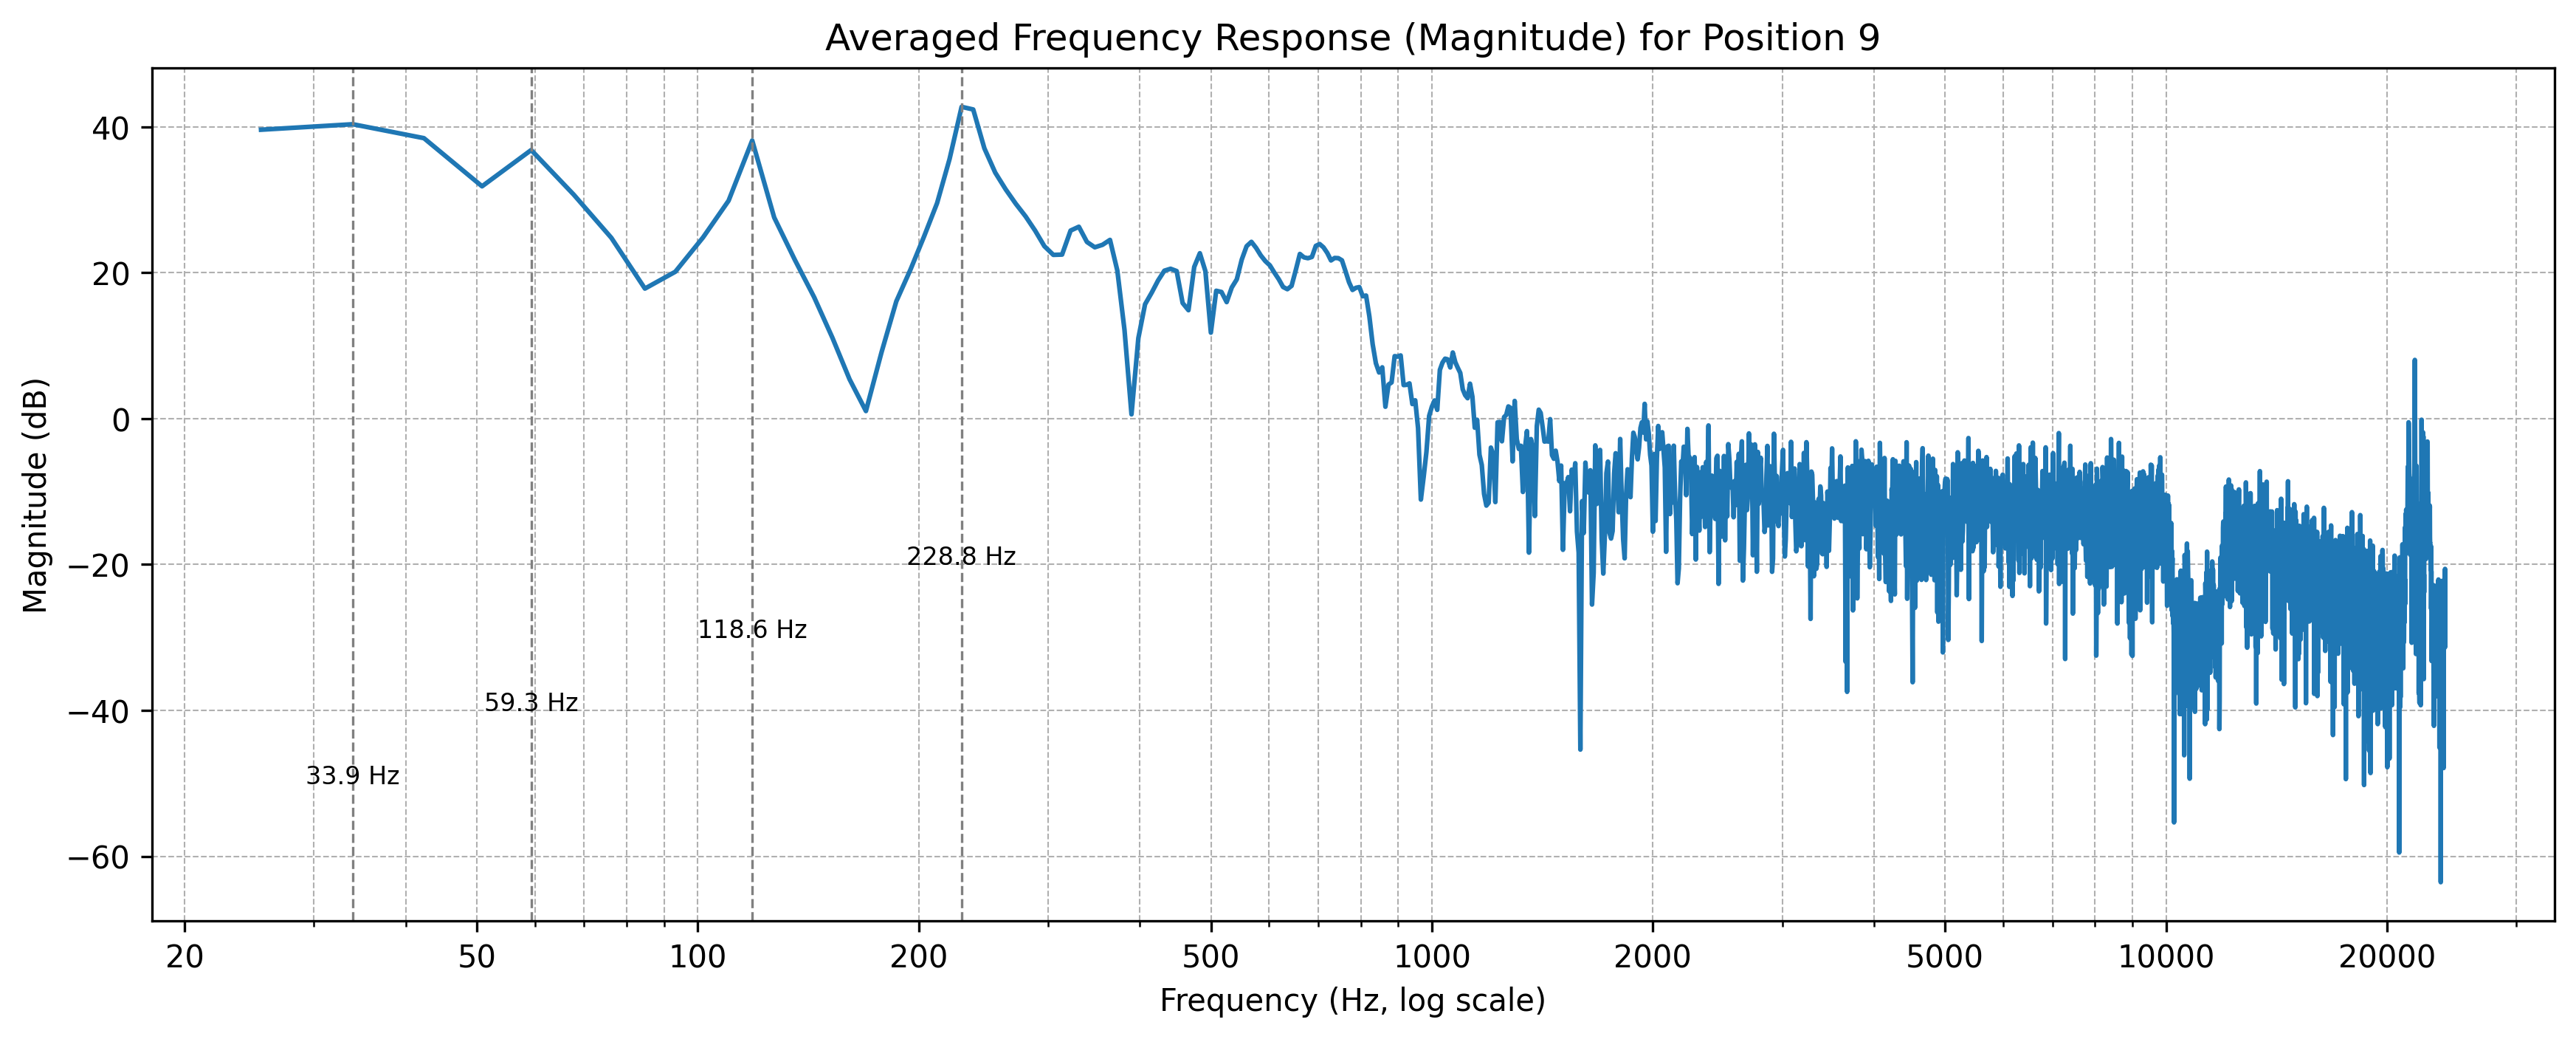 Averaged Frequency Response (Magnitude) for Position 9
Magnitude (dB)
40
20
0
−20
−40
−60
228.8 Hz
118.6 Hz
59.3 Hz
33.9 Hz
20
50
100
200
500
1000
2000
5000
10000
20000
Frequency (Hz, log scale)